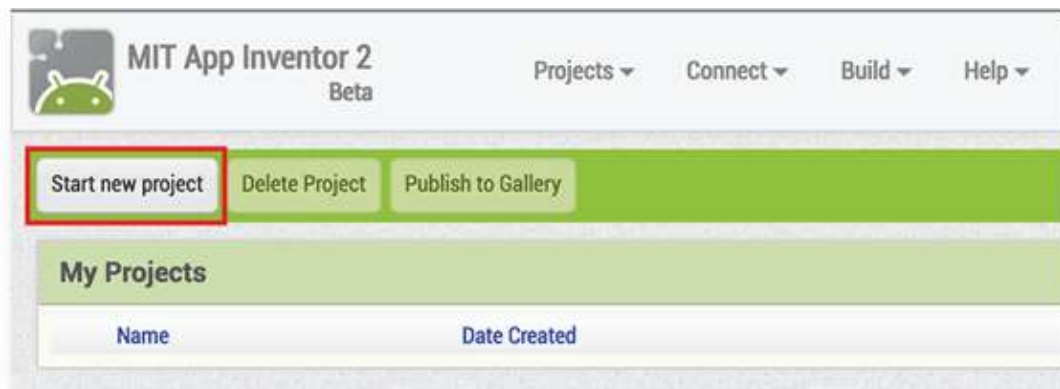 MIT App Inventor 2
Beta
Projects Connect Build Help
Start new project Delete Project Publish to Gallery
My Projects
Name Date Created